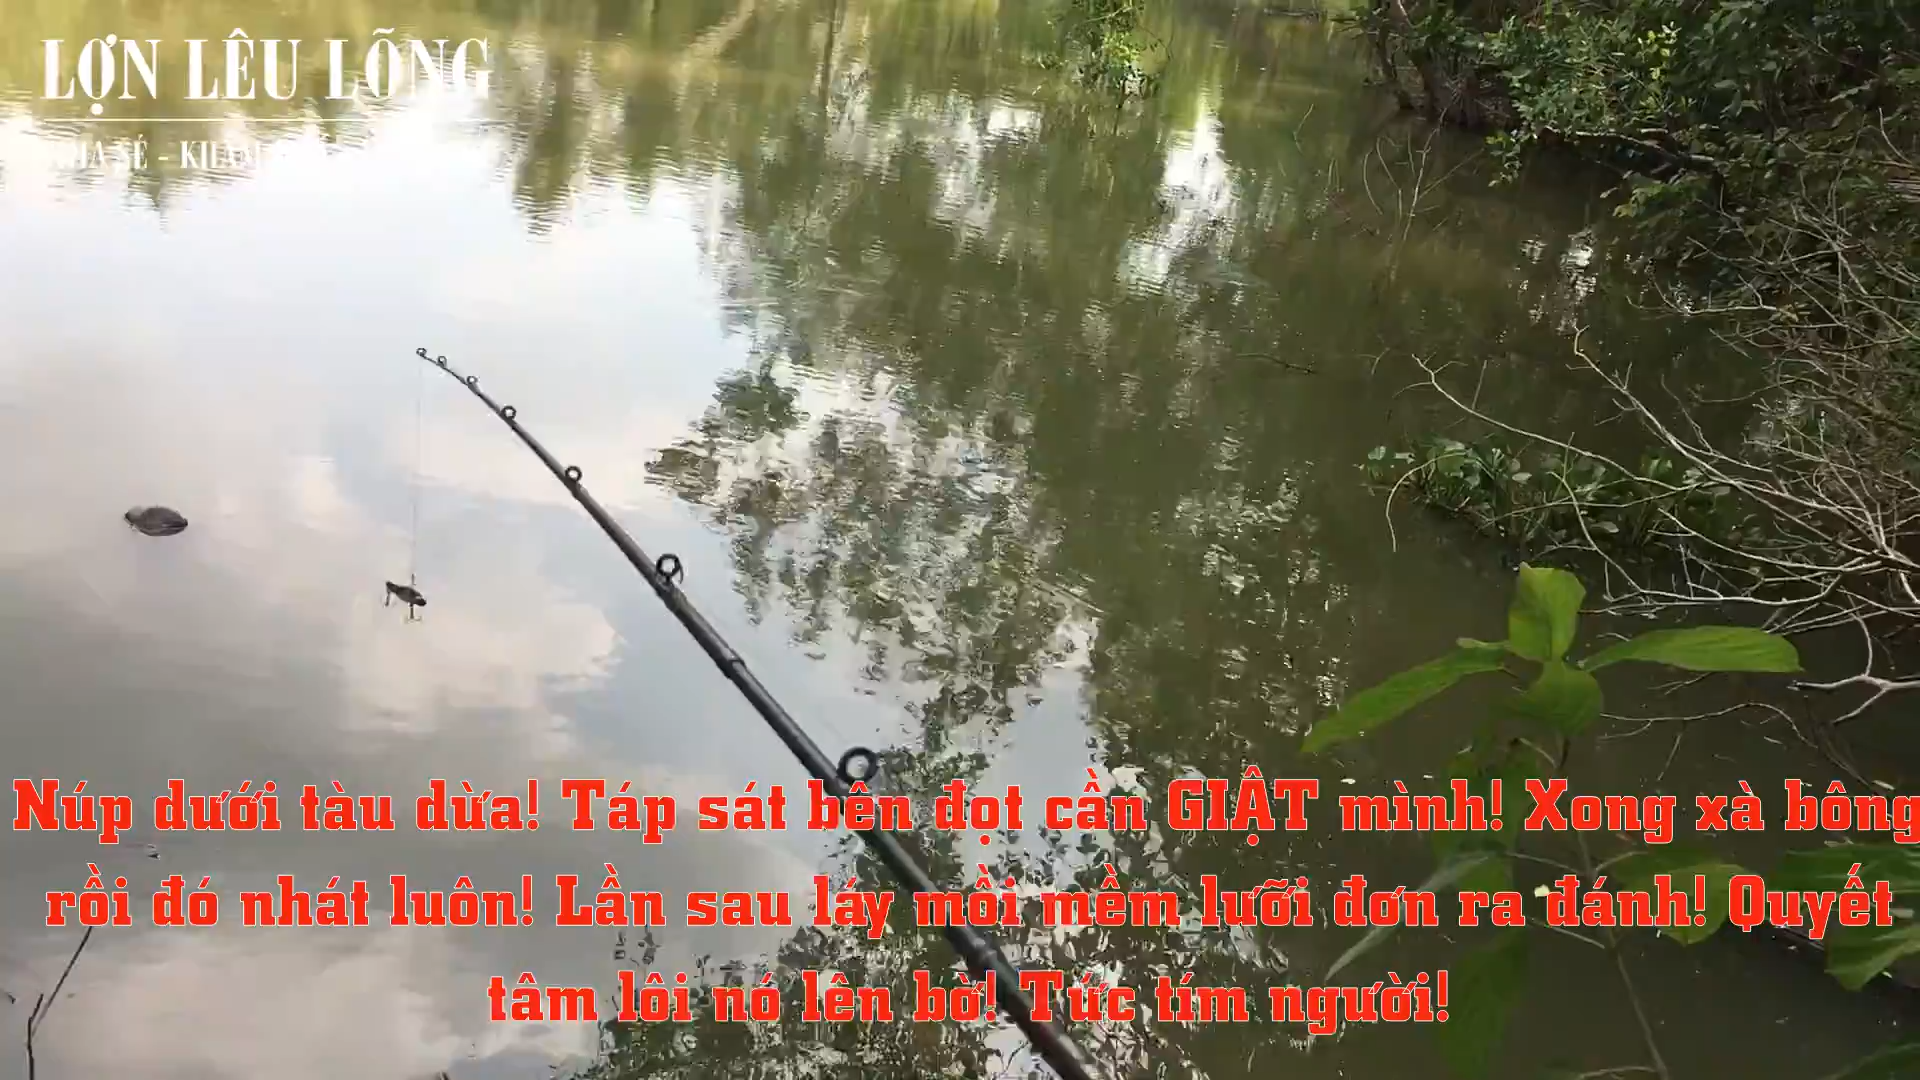 LỢN LÊU LÕNG
Núp dưới tàu dừa! Táp sát bên đọt cần GIẬT mình! Xong xà bông
rồi đó nhát luôn! Lần sau láy mồi mềm lưỡi đơn ra đánh! Quyết
tâm lôi nó lên bờ! Tức tím người!